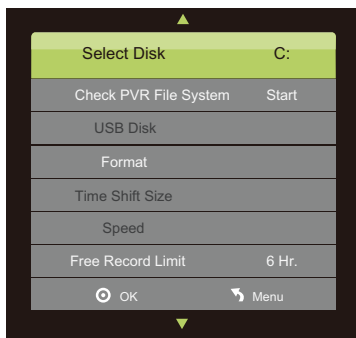 Select Disk C:
Check PVR File System Start
USB Disk
Format
Time Shift Size
Speed
Free Record Limit 6 Hr.
OK Menu